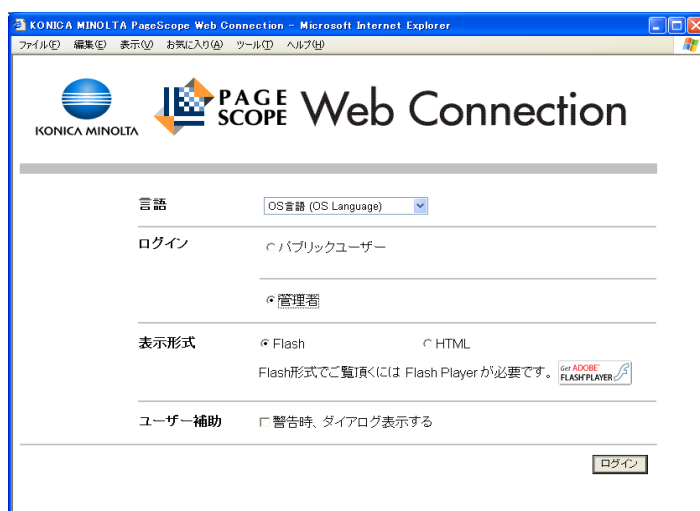 KONICA MINOLTA PageScope Web Connection - Microsoft Internet Explorer
ファイル(F) 編集(E) 表示(V) お気に入り(A) ツール(T) ヘルプ(H)
KONICA MINOLTA
PAGE SCOPE Web Connection
言語 OS言語 (OS Language)
ログイン パブリックユーザー
管理者
表示形式 Flash HTML
Flash形式でご覧頂くには Flash Player が必要です。 Get ADOBE® FLASH® PLAYER
ユーザー補助 警告時、ダイアログ表示する
ログイン